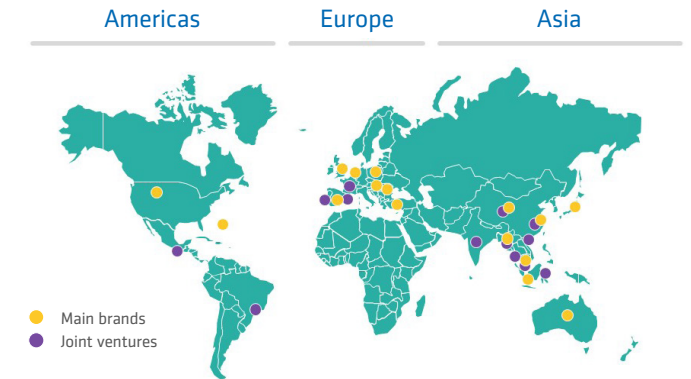 Americas
Europe
Asia
Main brands
Joint ventures